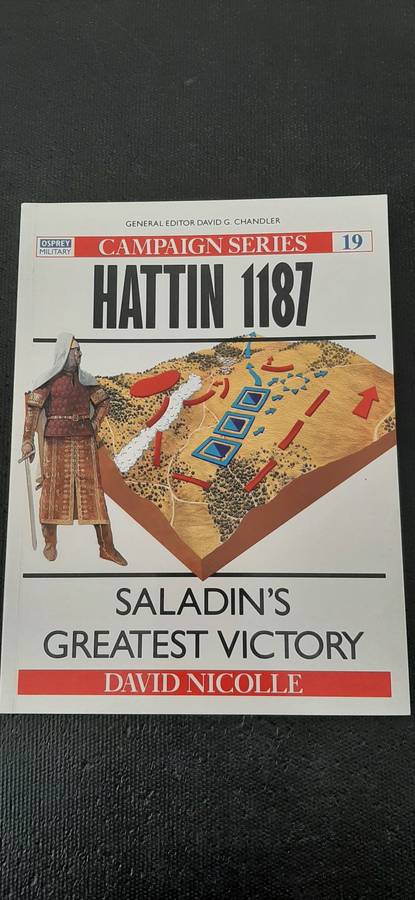 GENERAL EDITOR DAVID G. CHANDLER
OSPREY
MILITARY
CAMPAIGN SERIES 19
HATTIN 1187
SALADIN'S
GREATEST VICTORY
DAVID NICOLLE